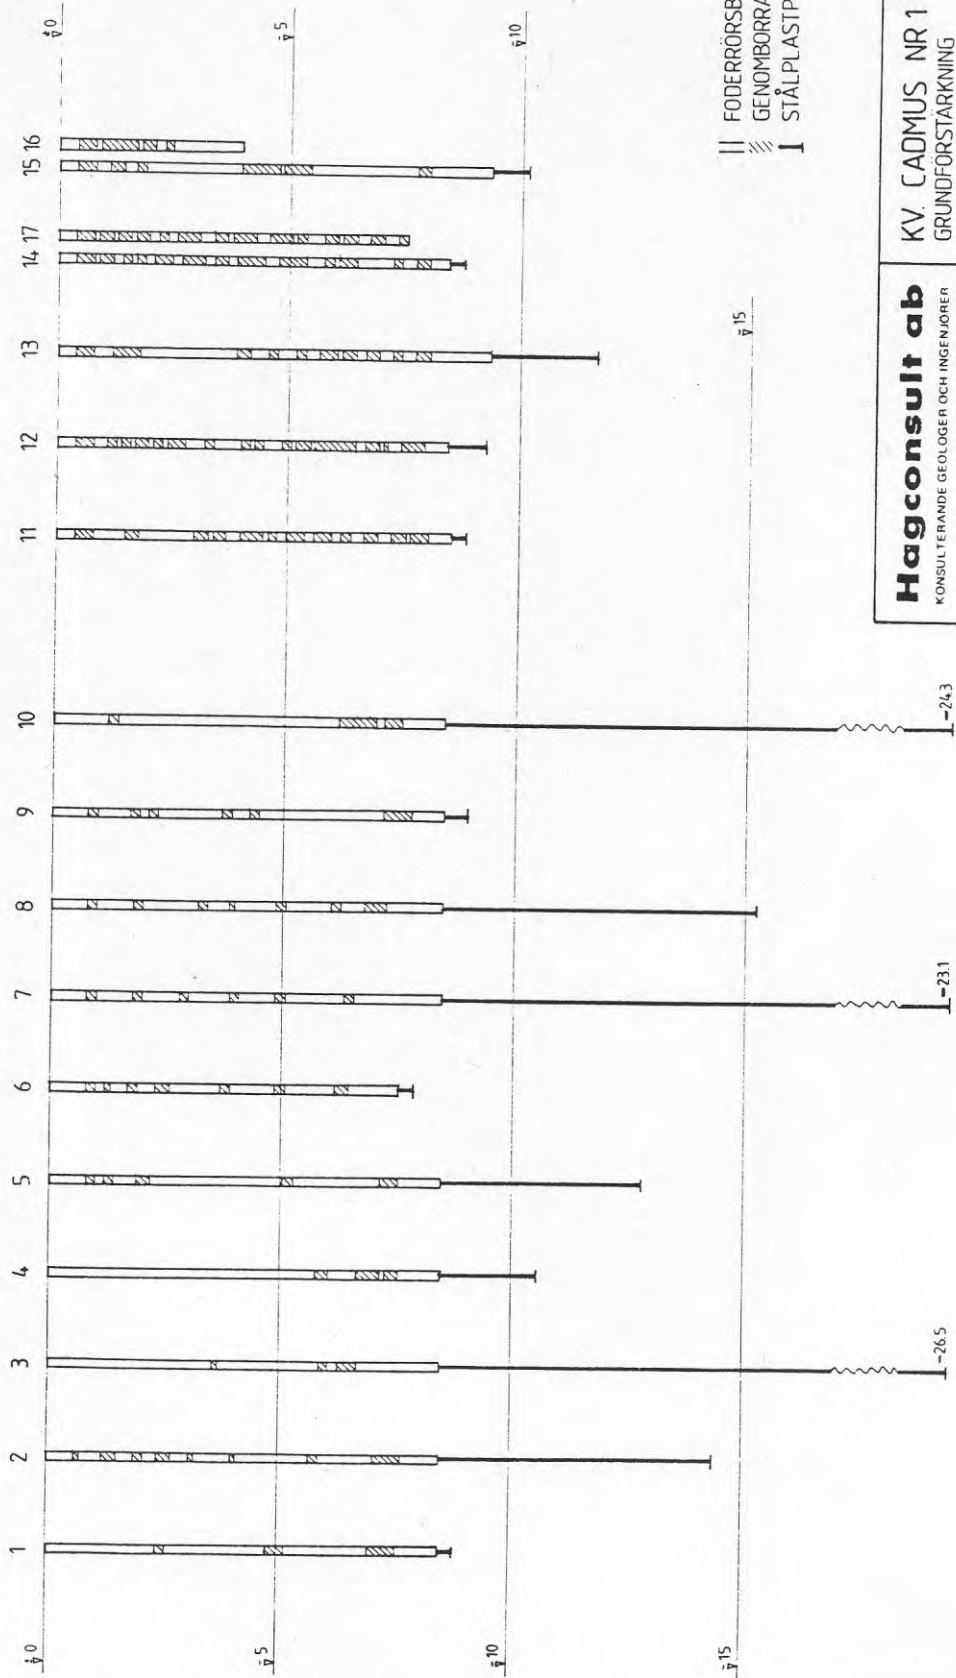 1 2 3 4 5 6 7 8 9 10 11 12 13 14 17 15 16
±0
±0
-5
-5
-10
-10
-15
-15
-26.5
-23.1
-24.3
FODERRÖRSB
GENOMBORRA
STÅLPLASTP
Hagconsult ab
KONSULTERANDE GEOLOGER OCH INGENJÖRER
KV. CADMUS NR 1
GRUNDFÖRSTÄRKNING